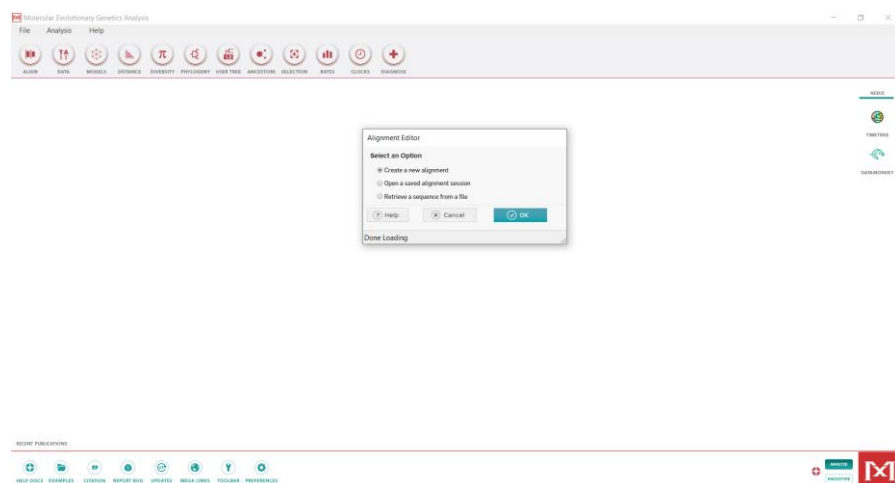 Molecular Evolutionary Genetics Analysis
File Analysis Help
ALIGN DATA MODELS DISTANCE DIVERSITY PHYLOGENY USER TREE ANCESTORS SELECTION RATES CLOCKS DIAGNOSE
NEXUS
TIMETREE
DATAMONKEY
Alignment Editor
Select an Option
Create a new alignment
Open a saved alignment session
Retrieve a sequence from a file
Help Cancel OK
Done Loading
RECENT PUBLICATIONS
HELP DOCS EXAMPLES CITATION REPORT BUG UPDATES MEGA LINKS TOOLBAR PREFERENCES
ANALYZE
PROTOTYPE